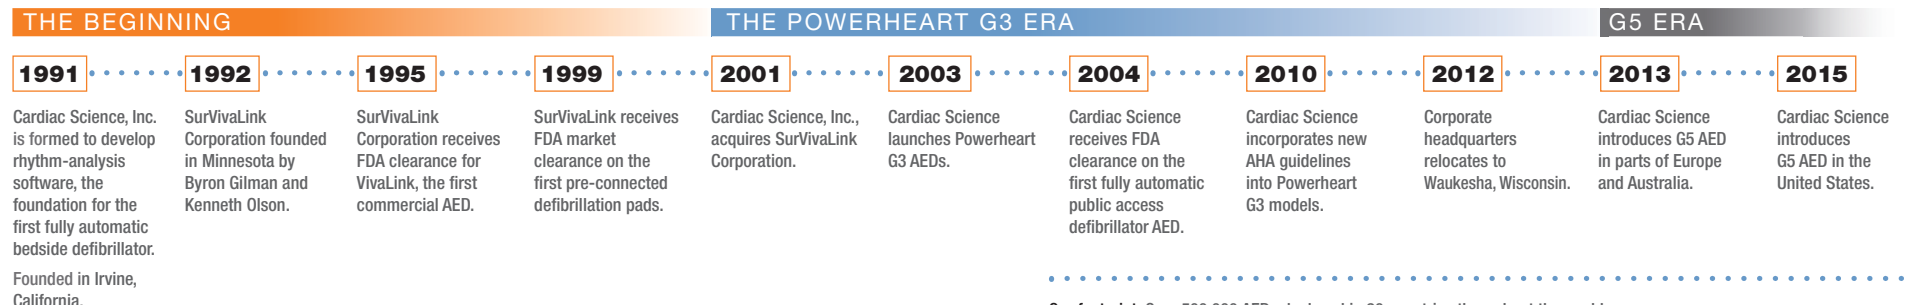 THE BEGINNING
THE POWERHEART G3 ERA
G5 ERA
1991
Cardiac Science, Inc.
is formed to develop
rhythm-analysis
software, the
foundation for the
first fully automatic
bedside defibrillator.
Founded in Irvine,
California.
1992
SurVivaLink
Corporation founded
in Minnesota by
Byron Gilman and
Kenneth Olson.
1995
SurVivaLink
Corporation receives
FDA clearance for
VivaLink, the first
commercial AED.
1999
SurVivaLink receives
FDA market
clearance on the
first pre-connected
defibrillation pads.
2001
Cardiac Science, Inc.,
acquires SurVivaLink
Corporation.
2003
Cardiac Science
launches Powerheart
G3 AEDs.
2004
Cardiac Science
receives FDA
clearance on the
first fully automatic
public access
defibrillator AED.
2010
Cardiac Science
incorporates new
AHA guidelines
into Powerheart
G3 models.
2012
Corporate
headquarters
relocates to
Waukesha, Wisconsin.
2013
Cardiac Science
introduces G5 AED
in parts of Europe
and Australia.
2015
Cardiac Science
introduces
G5 AED in the
United States.